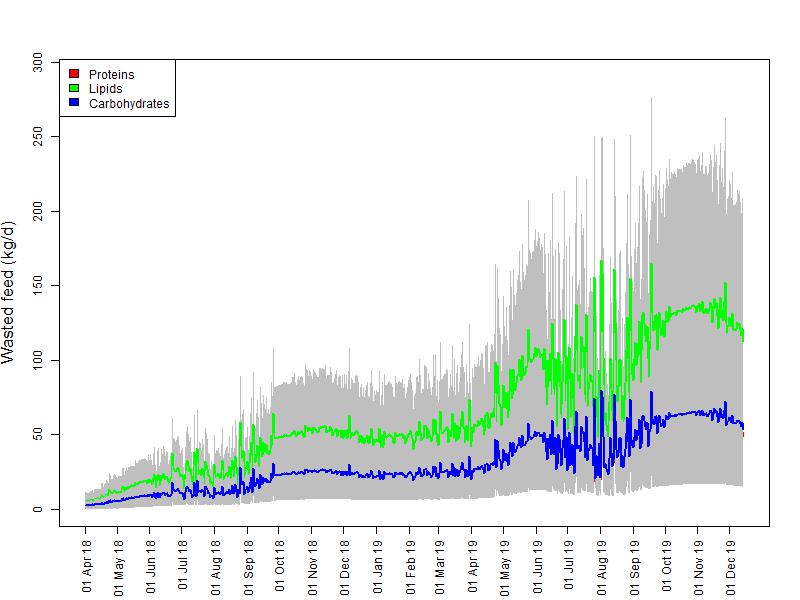 Proteins
Lipids
Carbohydrates
Wasted feed (kg/d)
300
250
200
150
100
50
0
01 Apr 18
01 May 18
01 Jun 18
01 Jul 18
01 Aug 18
01 Sep 18
01 Oct 18
01 Nov 18
01 Dec 18
01 Jan 19
01 Feb 19
01 Mar 19
01 Apr 19
01 May 19
01 Jun 19
01 Jul 19
01 Aug 19
01 Sep 19
01 Oct 19
01 Nov 19
01 Dec 19